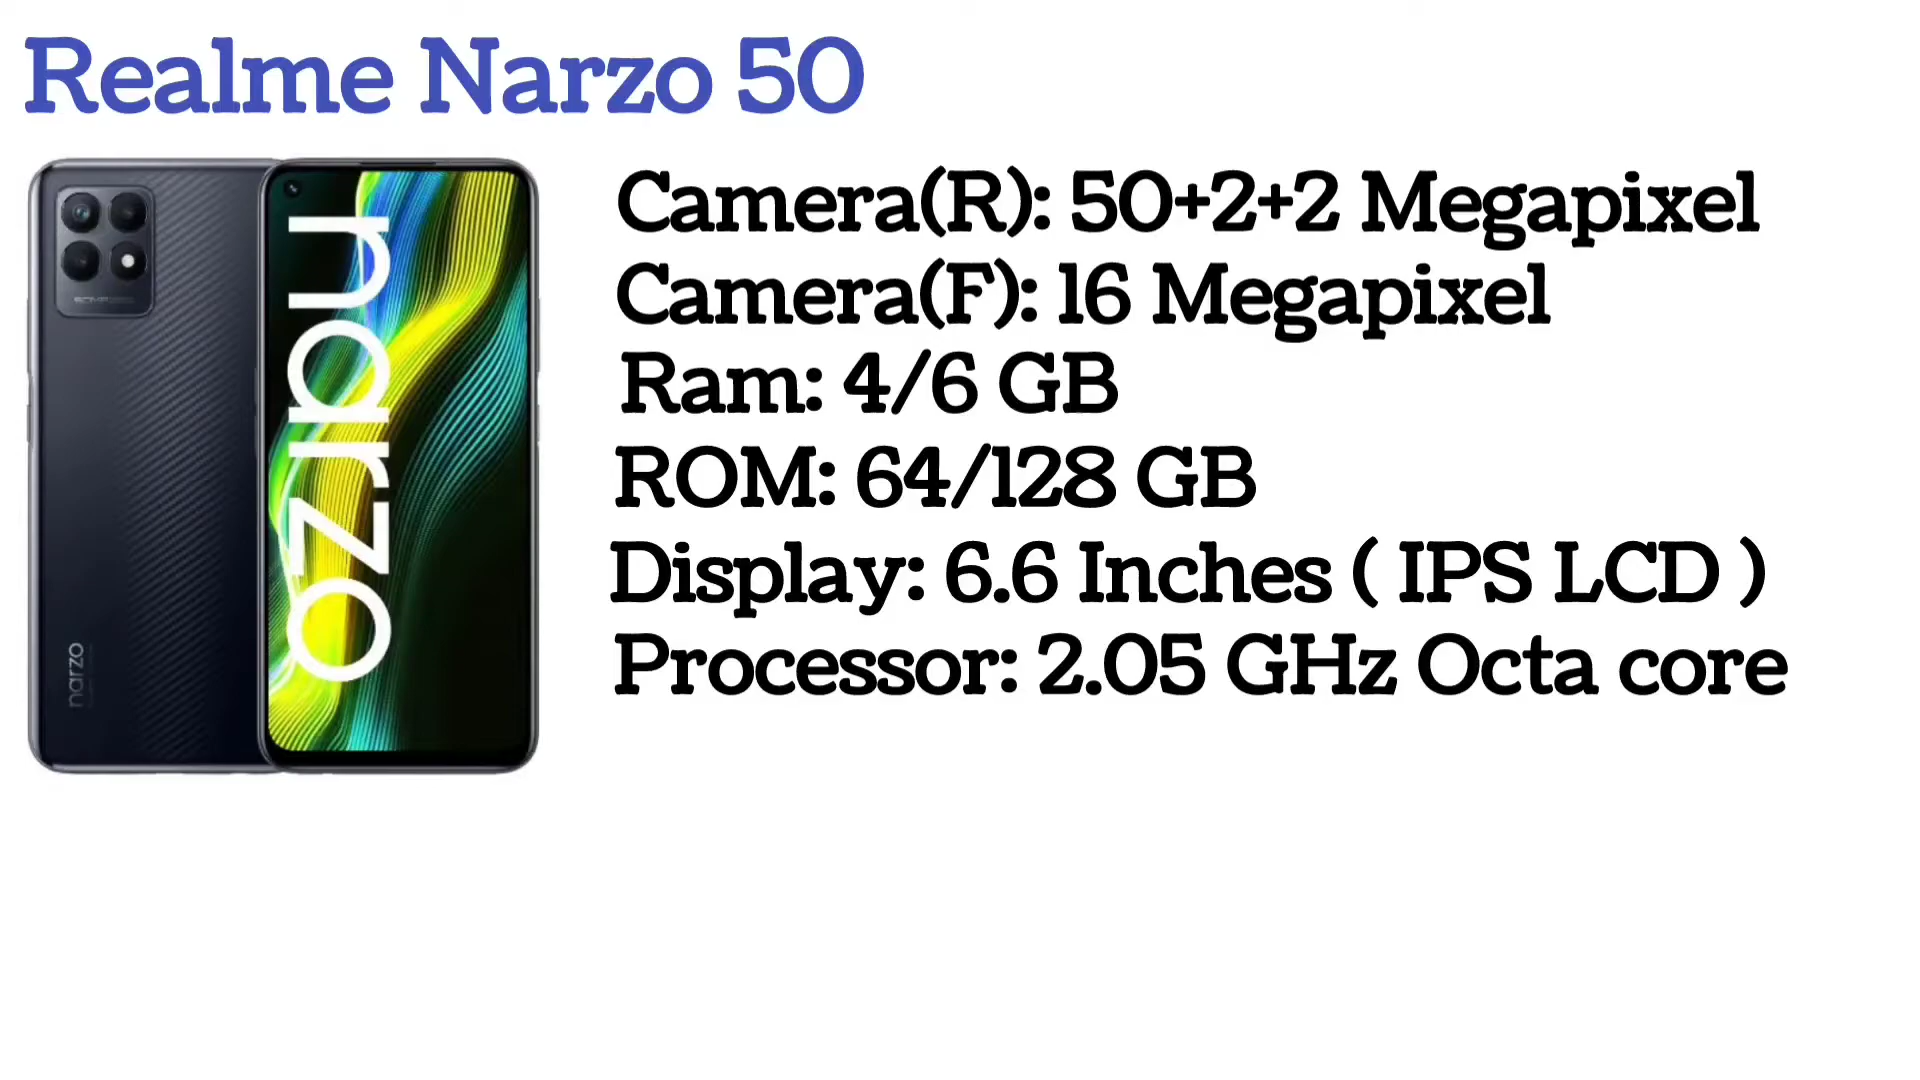 Realme Narzo 50
Camera(R): 50+2+2 Megapixel
Camera(F): 16 Megapixel
Ram: 4/6 GB
ROM: 64/128 GB
Display: 6.6 Inches ( IPS LCD )
Processor: 2.05 GHz Octa core
narzo
narzo